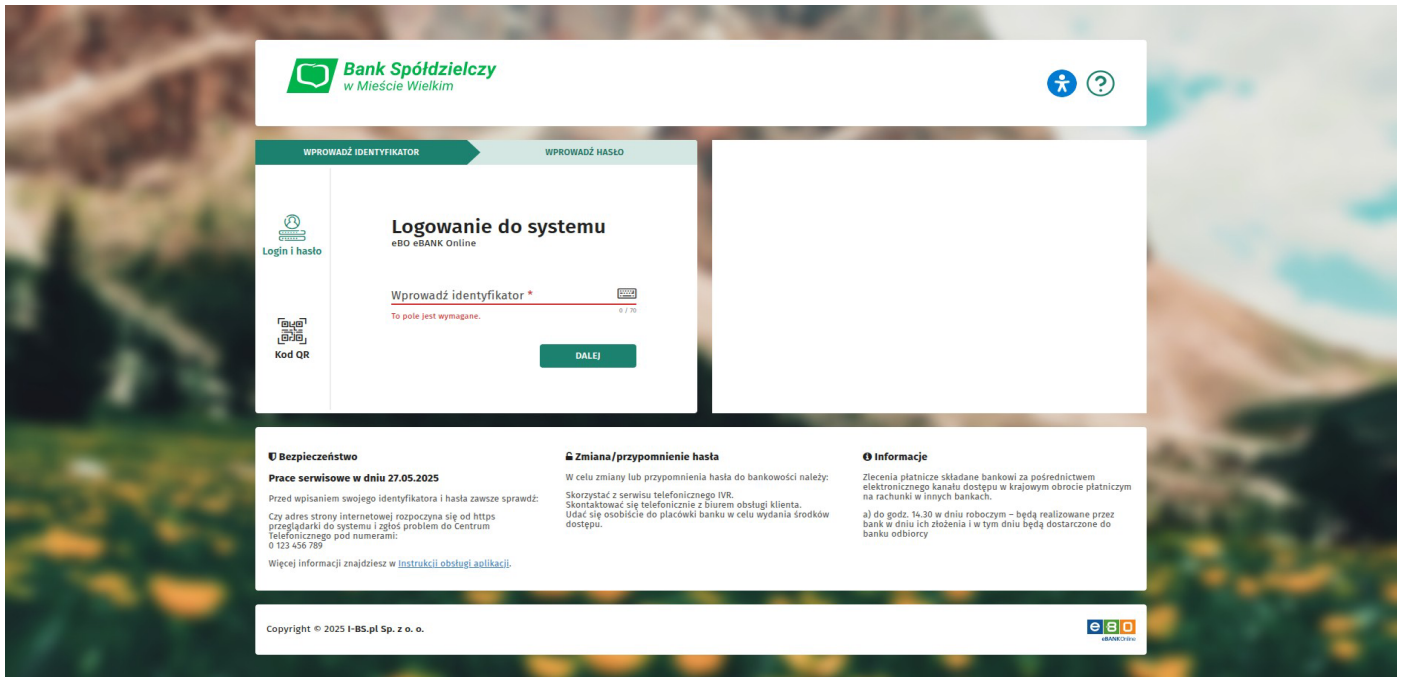 Bank Spółdzielczy
w Mieście Wielkim
WPROWADŹ IDENTYFIKATOR
WPROWADŹ HASŁO
Login i hasło
Kod QR
Logowanie do systemu
eBO eBANK Online
Wprowadź identyfikator *
To pole jest wymagane.
0 / 70
DALEJ
Bezpieczeństwo
Prace serwisowe w dniu 27.05.2025
Przed wpisaniem swojego identyfikatora i hasła zawsze sprawdź:
Czy adres strony internetowej rozpoczyna się od https
przeglądarki do systemu i zgłoś problem do Centrum
Telefonicznego pod numerami:
0 123 456 789
Więcej informacji znajdziesz w Instrukcji obsługi aplikacji.
Zmiana/przypomnienie hasła
W celu zmiany lub przypomnienia hasła do bankowości należy:
Skorzystać z serwisu telefonicznego IVR.
Skontaktować się telefonicznie z biurem obsługi klienta.
Udać się osobiście do placówki banku w celu wydania środków
dostępu.
Informacje
Zlecenia płatnicze składane bankowi za pośrednictwem
elektronicznego kanału dostępu w krajowym obrocie płatniczym
na rachunki w innych bankach.
a) do godz. 14.30 w dniu roboczym – będą realizowane przez
bank w dniu ich złożenia i w tym dniu będą dostarczone do
banku odbiorcy
Copyright © 2025 I-BS.pl Sp. z o. o.
eBO
eBANKOnline